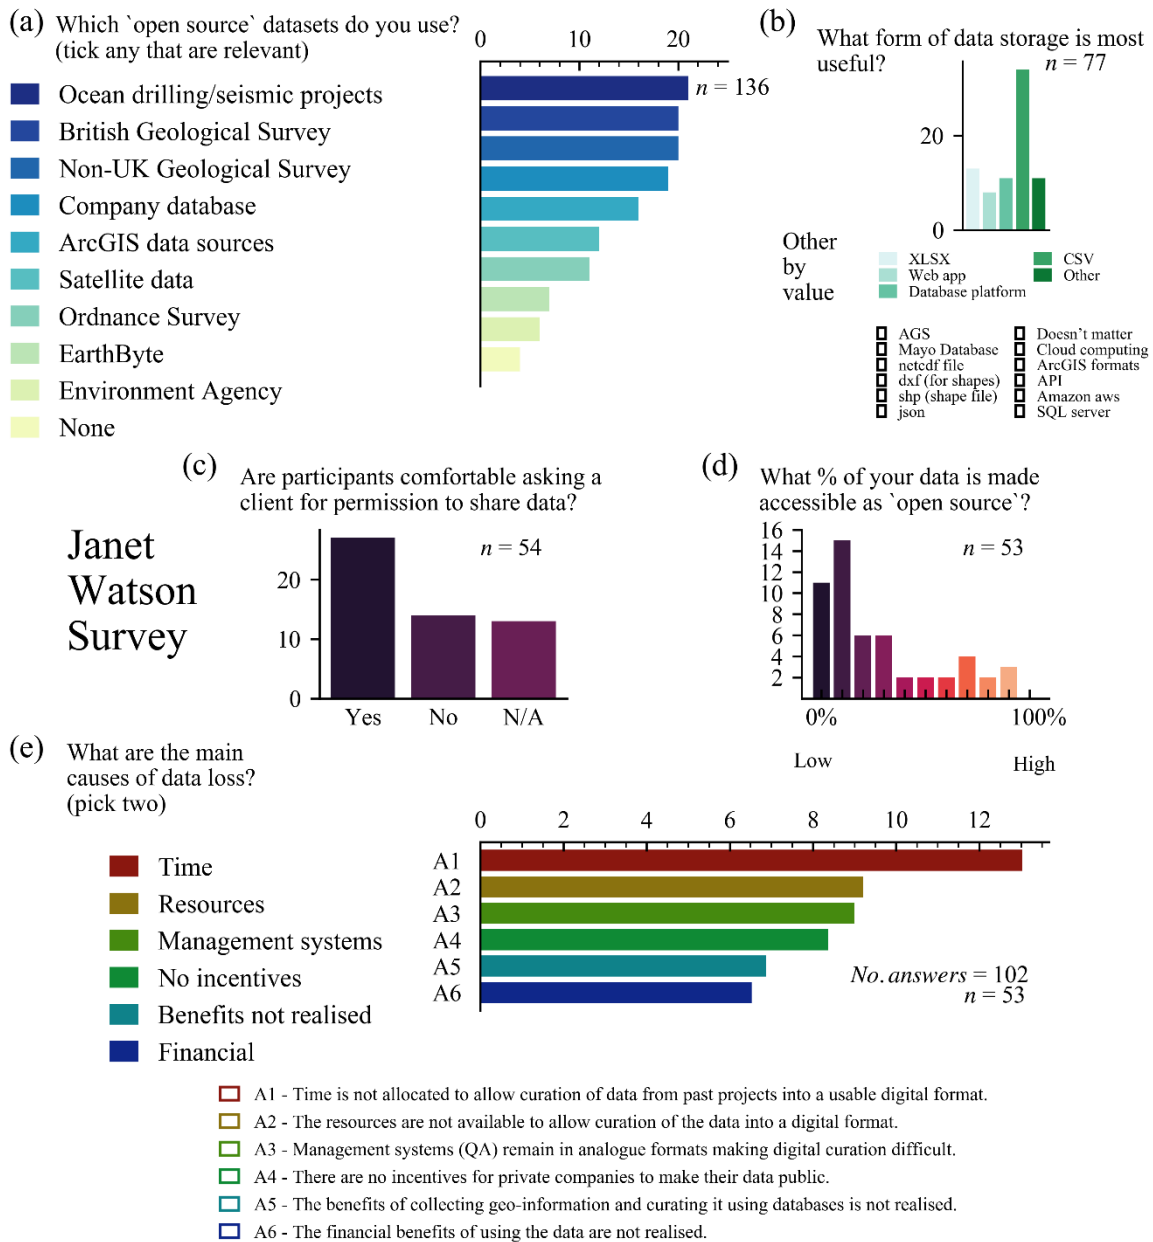 (a) Which `open source` datasets do you use?
(tick any that are relevant)
0 10 20
n = 136
Ocean drilling/seismic projects
British Geological Survey
Non-UK Geological Survey
Company database
ArcGIS data sources
Satellite data
Ordnance Survey
EarthByte
Environment Agency
None
(b) What form of data storage is most
useful?
n = 77
20
0
XLSX
Web app
Database platform
CSV
Other
Other
by
value
AGS
Mayo Database
netcdf file
dxf (for shapes)
shp (shape file)
json
Doesn't matter
Cloud computing
ArcGIS formats
API
Amazon aws
SQL server
(c) Are participants comfortable asking a
client for permission to share data?
n = 54
20
10
0
Yes No N/A
Janet
Watson
Survey
(d) What % of your data is made
accessible as `open source`?
n = 53
16
14
12
10
8
6
4
2
0% 100%
Low High
(e) What are the main
causes of data loss?
(pick two)
0 2 4 6 8 10 12
A1
A2
A3
A4
A5
A6
No. answers = 102
n = 53
Time
Resources
Management systems
No incentives
Benefits not realised
Financial
A1 - Time is not allocated to allow curation of data from past projects into a usable digital format.
A2 - The resources are not available to allow curation of the data into a digital format.
A3 - Management systems (QA) remain in analogue formats making digital curation difficult.
A4 - There are no incentives for private companies to make their data public.
A5 - The benefits of collecting geo-information and curating it using databases is not realised.
A6 - The financial benefits of using the data are not realised.